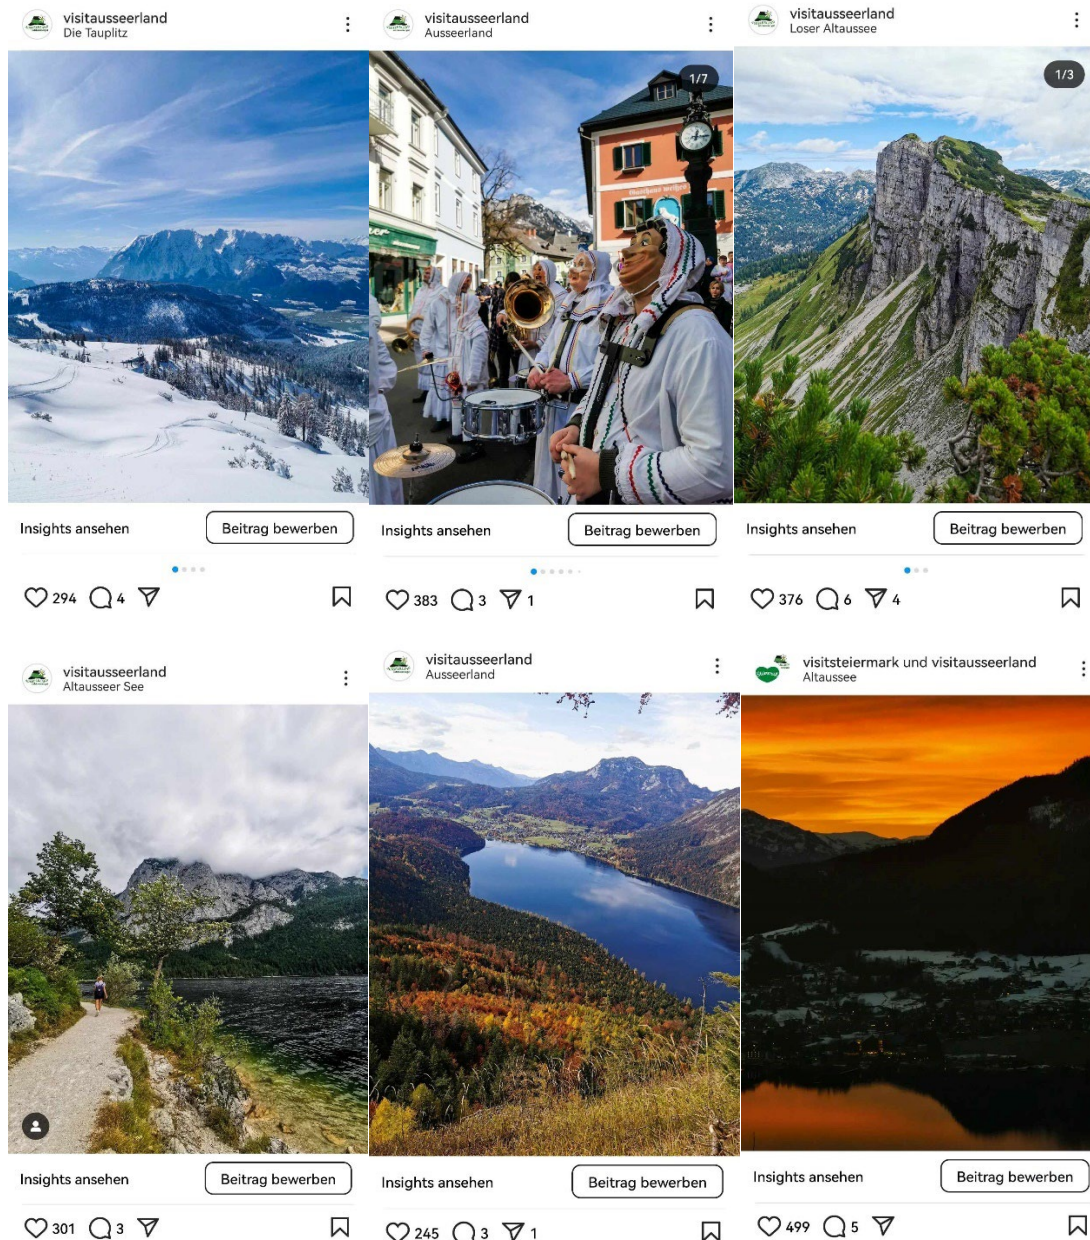 visitausseerland
Die Tauplitz
visitausseerland
Ausseerland
visitausseerland
Loser Altaussee
1/7
1/3
Insights ansehen
Beitrag bewerben
Insights ansehen
Beitrag bewerben
Insights ansehen
Beitrag bewerben
294 4
383 3 1
376 6 4
visitausseerland
Altausseer See
visitausseerland
Ausseerland
visitsteiermark und visitausseerland
Altaussee
Insights ansehen
Beitrag bewerben
Insights ansehen
Beitrag bewerben
Insights ansehen
Beitrag bewerben
301 3
245 3 1
499 5